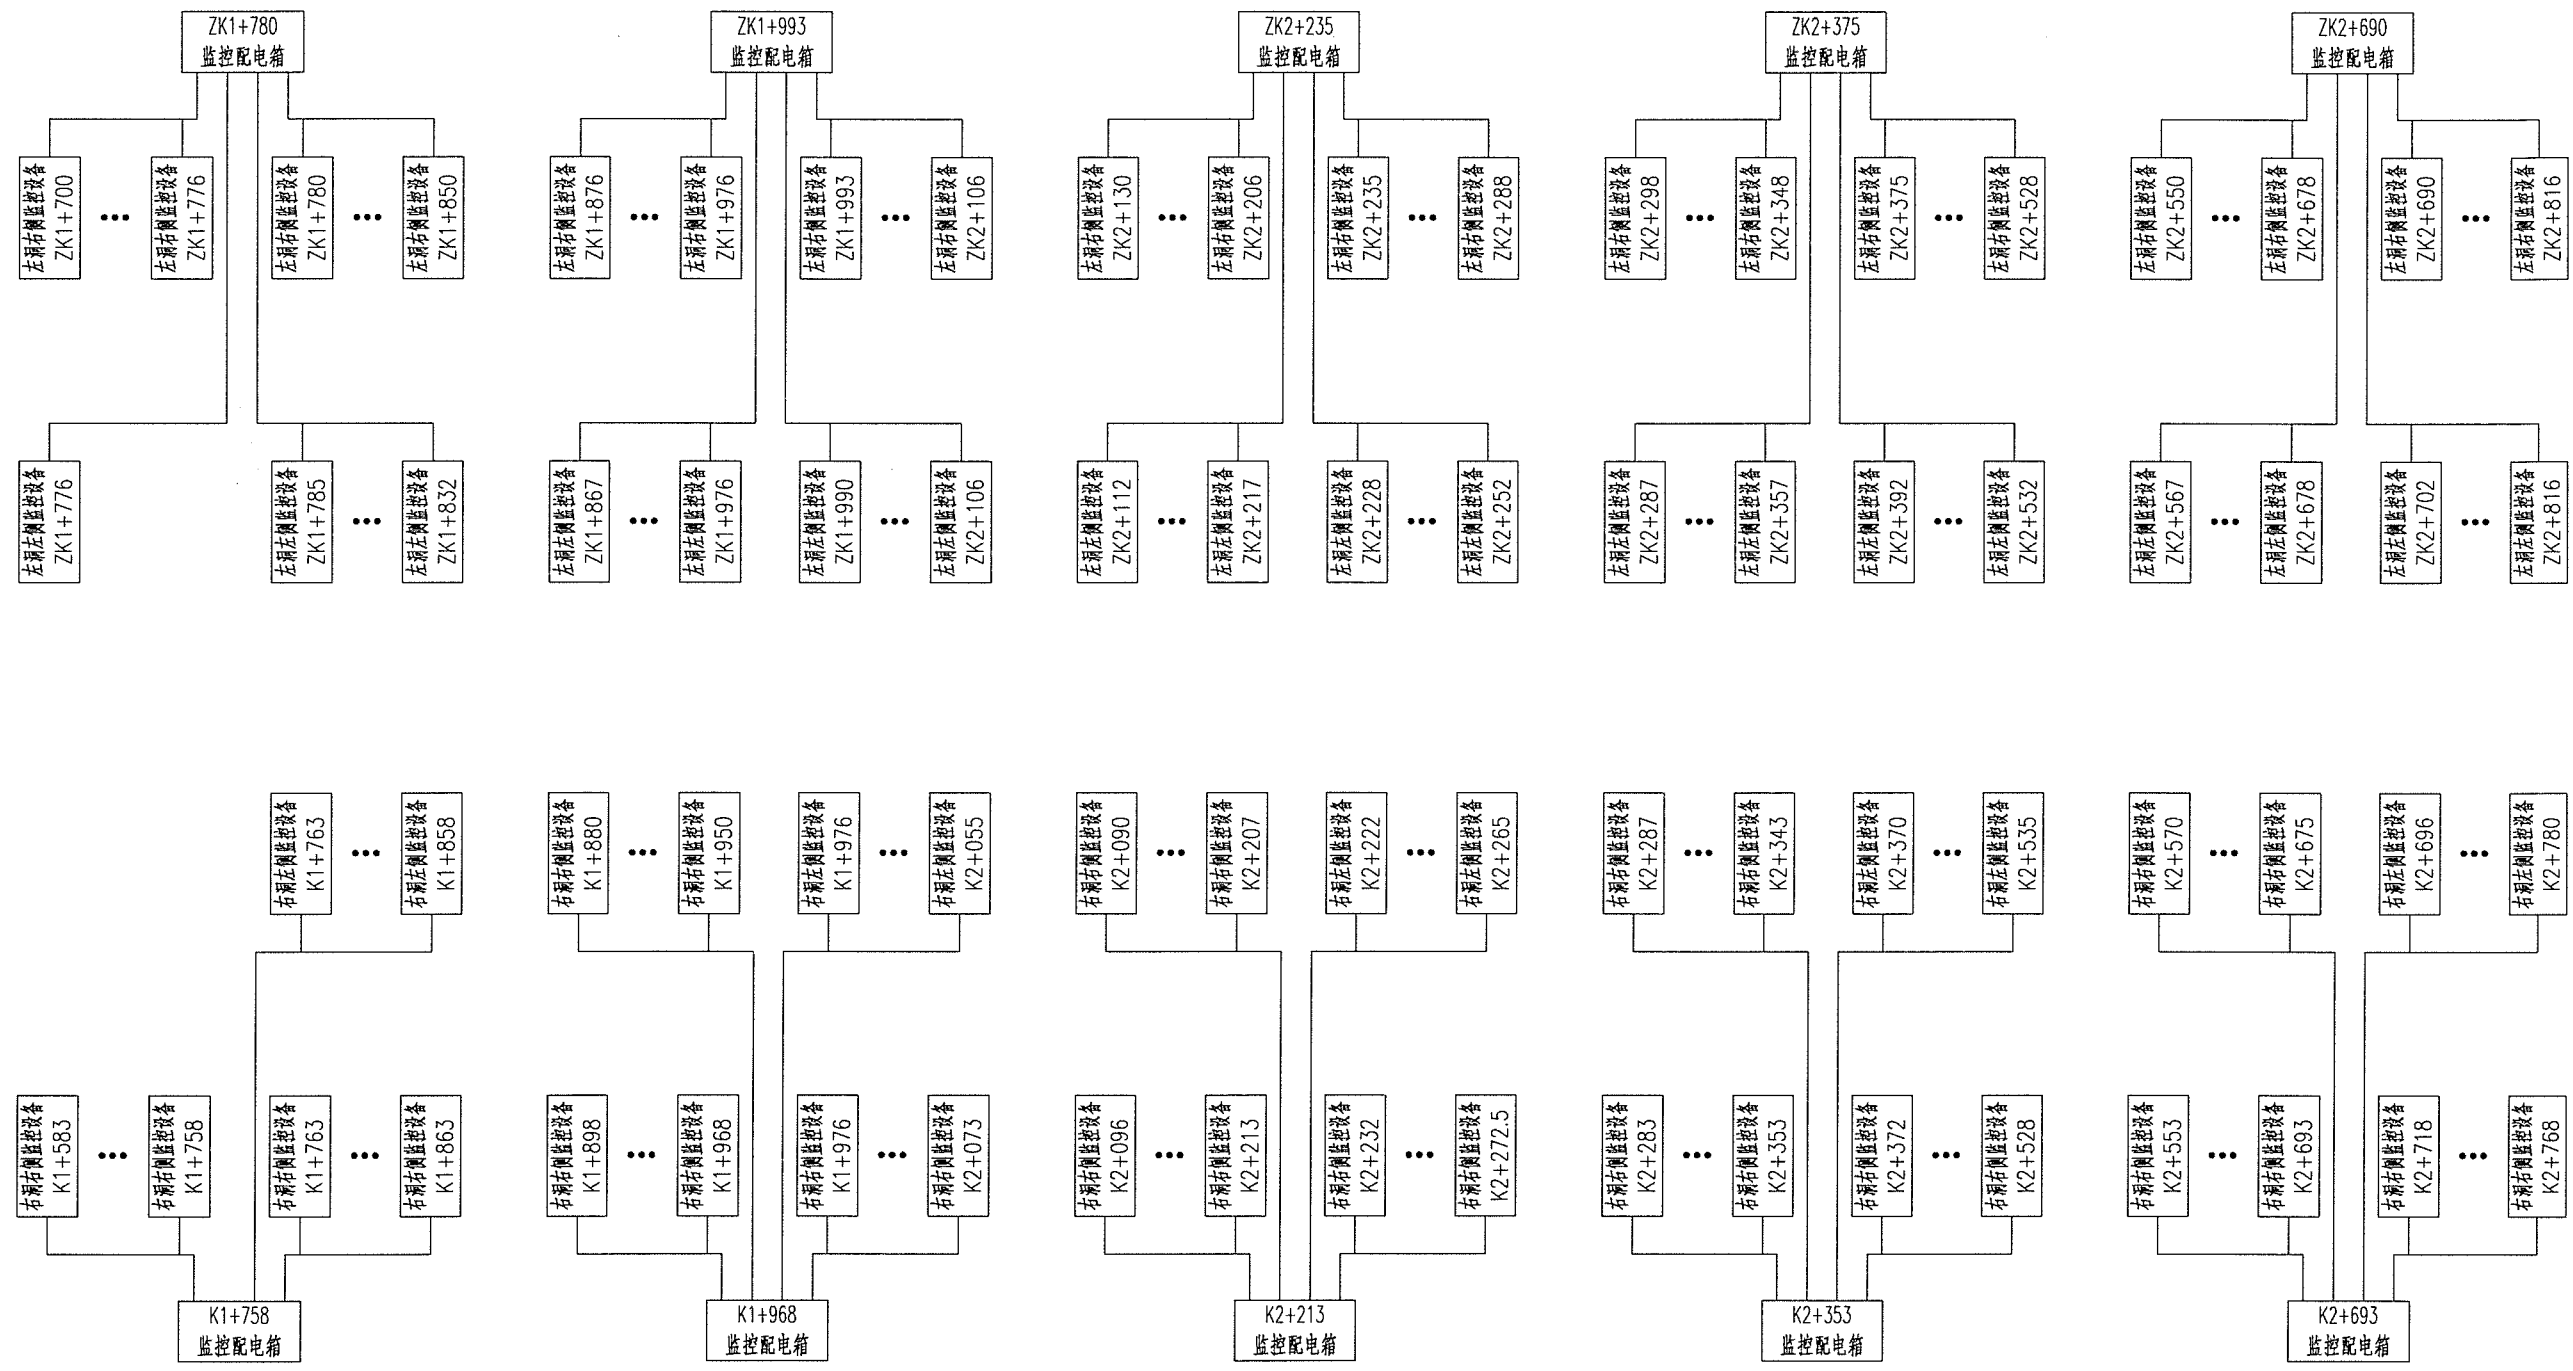 ZK1+780
监控配电箱
ZK1+993
监控配电箱
ZK2+235
监控配电箱
ZK2+375
监控配电箱
ZK2+690
监控配电箱
左洞右侧监控设备
ZK1+700
左洞右侧监控设备
ZK1+776
左洞右侧监控设备
ZK1+780
左洞右侧监控设备
ZK1+850
左洞右侧监控设备
ZK1+876
左洞右侧监控设备
ZK1+976
左洞右侧监控设备
ZK1+993
左洞右侧监控设备
ZK2+106
左洞右侧监控设备
ZK2+130
左洞右侧监控设备
ZK2+206
左洞右侧监控设备
ZK2+235
左洞右侧监控设备
ZK2+288
左洞右侧监控设备
ZK2+298
左洞右侧监控设备
ZK2+348
左洞右侧监控设备
ZK2+375
左洞右侧监控设备
ZK2+528
左洞右侧监控设备
ZK2+550
左洞右侧监控设备
ZK2+678
左洞右侧监控设备
ZK2+690
左洞右侧监控设备
ZK2+816
左洞左侧监控设备
ZK1+776
左洞左侧监控设备
ZK1+785
左洞左侧监控设备
ZK1+832
左洞左侧监控设备
ZK1+867
左洞左侧监控设备
ZK1+976
左洞左侧监控设备
ZK1+990
左洞左侧监控设备
ZK2+106
左洞左侧监控设备
ZK2+112
左洞左侧监控设备
ZK2+217
左洞左侧监控设备
ZK2+228
左洞左侧监控设备
ZK2+252
左洞左侧监控设备
ZK2+287
左洞左侧监控设备
ZK2+357
左洞左侧监控设备
ZK2+392
左洞左侧监控设备
ZK2+532
左洞左侧监控设备
ZK2+567
左洞左侧监控设备
ZK2+678
左洞左侧监控设备
ZK2+702
左洞左侧监控设备
ZK2+816
右洞左侧监控设备
K1+763
右洞左侧监控设备
K1+858
右洞右侧监控设备
K1+880
右洞右侧监控设备
K1+950
右洞左侧监控设备
K1+976
右洞左侧监控设备
K2+055
右洞右侧监控设备
K2+090
右洞右侧监控设备
K2+207
右洞左侧监控设备
K2+222
右洞左侧监控设备
K2+265
右洞右侧监控设备
K2+287
右洞右侧监控设备
K2+343
右洞左侧监控设备
K2+370
右洞左侧监控设备
K2+535
右洞右侧监控设备
K2+570
右洞右侧监控设备
K2+675
右洞左侧监控设备
K2+696
右洞左侧监控设备
K2+780
右洞右侧监控设备
K1+583
右洞右侧监控设备
K1+758
右洞右侧监控设备
K1+763
右洞右侧监控设备
K1+863
右洞右侧监控设备
K1+898
右洞右侧监控设备
K1+968
右洞右侧监控设备
K1+976
右洞右侧监控设备
K2+073
右洞右侧监控设备
K2+096
右洞右侧监控设备
K2+213
右洞右侧监控设备
K2+232
右洞右侧监控设备
K2+272.5
右洞右侧监控设备
K2+283
右洞右侧监控设备
K2+353
右洞右侧监控设备
K2+372
右洞右侧监控设备
K2+528
右洞右侧监控设备
K2+553
右洞右侧监控设备
K2+693
右洞右侧监控设备
K2+718
右洞右侧监控设备
K2+768
K1+758
监控配电箱
K1+968
监控配电箱
K2+213
监控配电箱
K2+353
监控配电箱
K2+693
监控配电箱